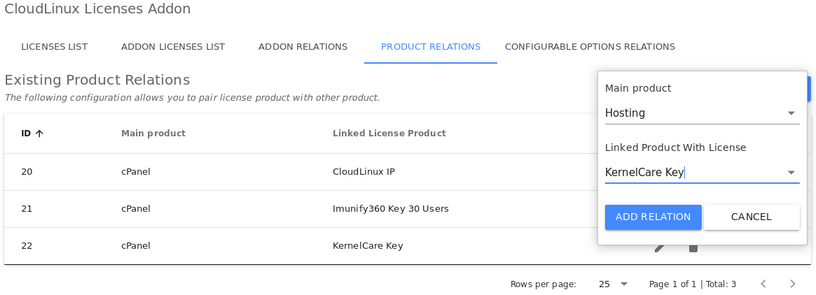 CloudLinux Licenses Addon
LICENSES LIST
ADDON LICENSES LIST
ADDON RELATIONS
PRODUCT RELATIONS
CONFIGURABLE OPTIONS RELATIONS
Existing Product Relations
The following configuration allows you to pair license product with other product.
Main product
Hosting
Linked Product With License
KernelCare Key
ADD RELATION
CANCEL
ID
Main product
Linked License Product
20
cPanel
CloudLinux IP
21
cPanel
Imunify360 Key 30 Users
22
cPanel
KernelCare Key
Rows per page:
25
Page 1 of 1 | Total: 3